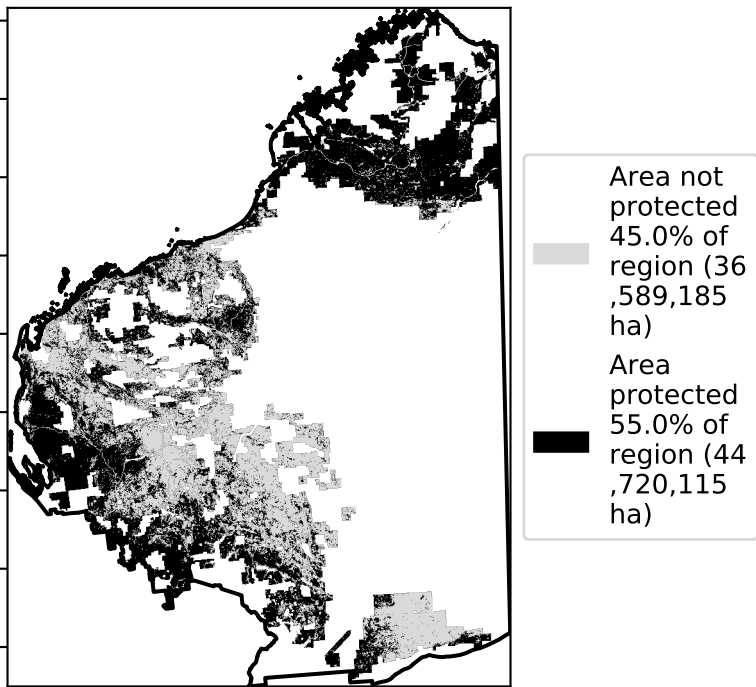 Area not
protected
45.0% of
region (36
,589,185
ha)
Area
protected
55.0% of
region (44
,720,115
ha)